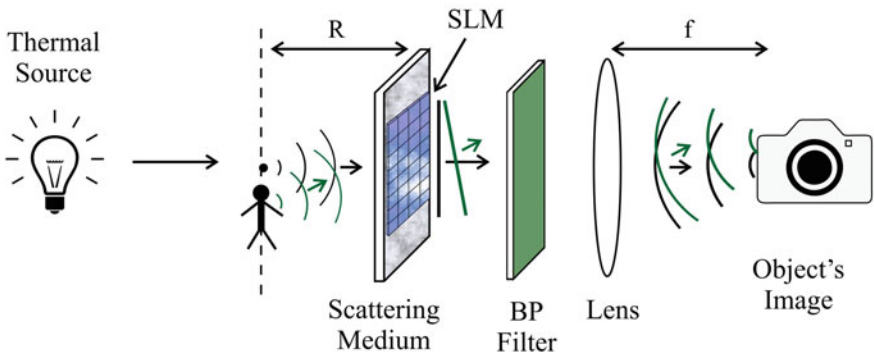 Thermal
Source
R
SLM
f
Scattering
Medium
BP
Filter
Lens
Object's
Image